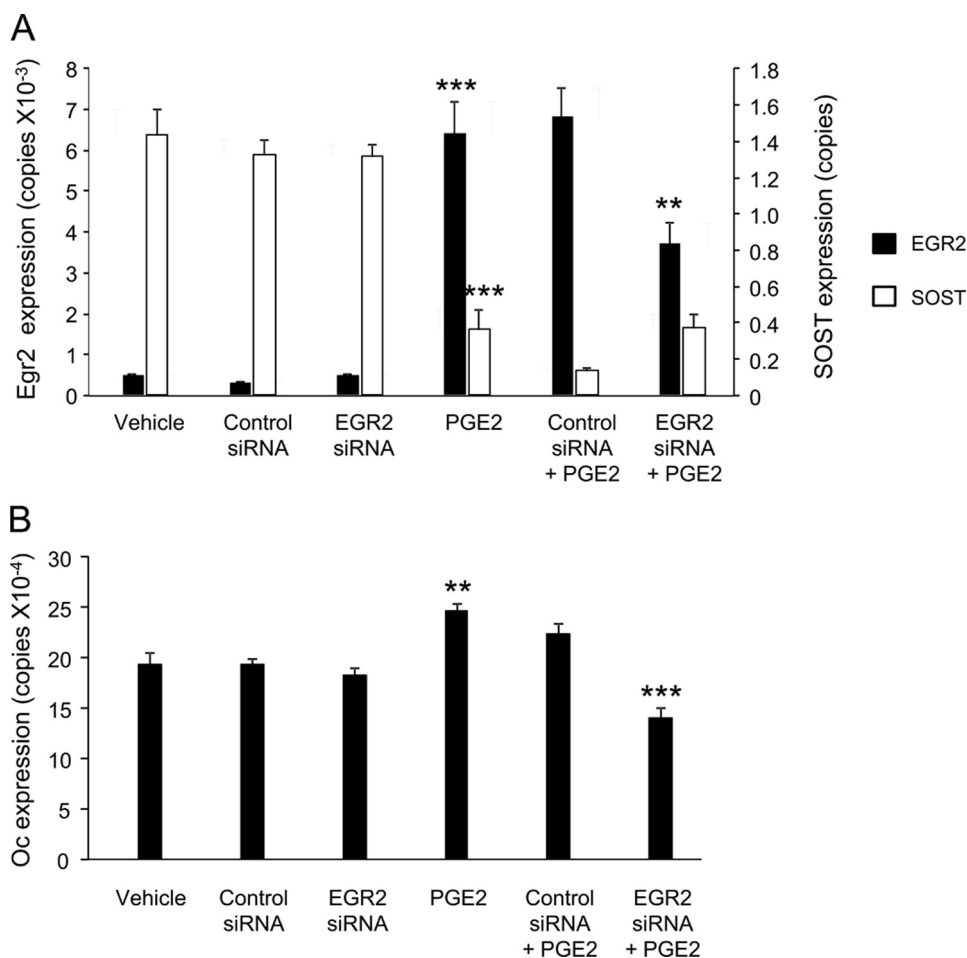 A
Egr2 expression (copies X10-3)
8
7
6
5
4
3
2
1
0
***
***
**
1.8
1.6
1.4
1.2
1.0
0.8
0.6
0.4
0.2
0
SOST expression (copies)
EGR2
SOST
Vehicle
Control
siRNA
EGR2
siRNA
PGE2
Control
siRNA
+ PGE2
EGR2
siRNA
+ PGE2
B
Oc expression (copies X10-4)
30
25
20
15
10
5
0
**
***
Vehicle
Control
siRNA
EGR2
siRNA
PGE2
Control
siRNA
+ PGE2
EGR2
siRNA
+ PGE2